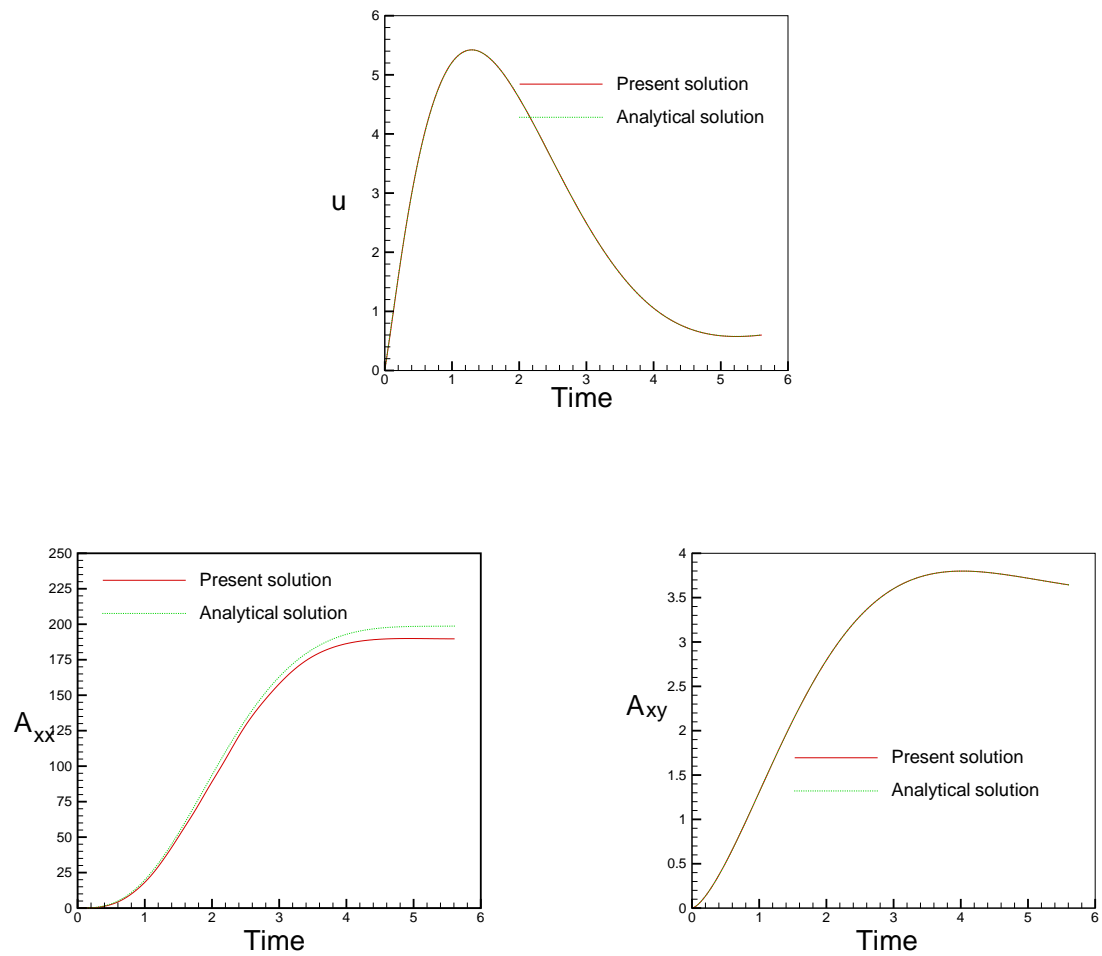 6
5
4
3
2
1
0
u
Present solution
Analytical solution
0 1 2 3 4 5 6
Time
250
225
200
175
150
125
100
75
50
25
0
A xx
Present solution
Analytical solution
0 1 2 3 4 5 6
Time
4
3.5
3
2.5
2
1.5
1
0.5
0
A xy
Present solution
Analytical solution
0 1 2 3 4 5 6
Time